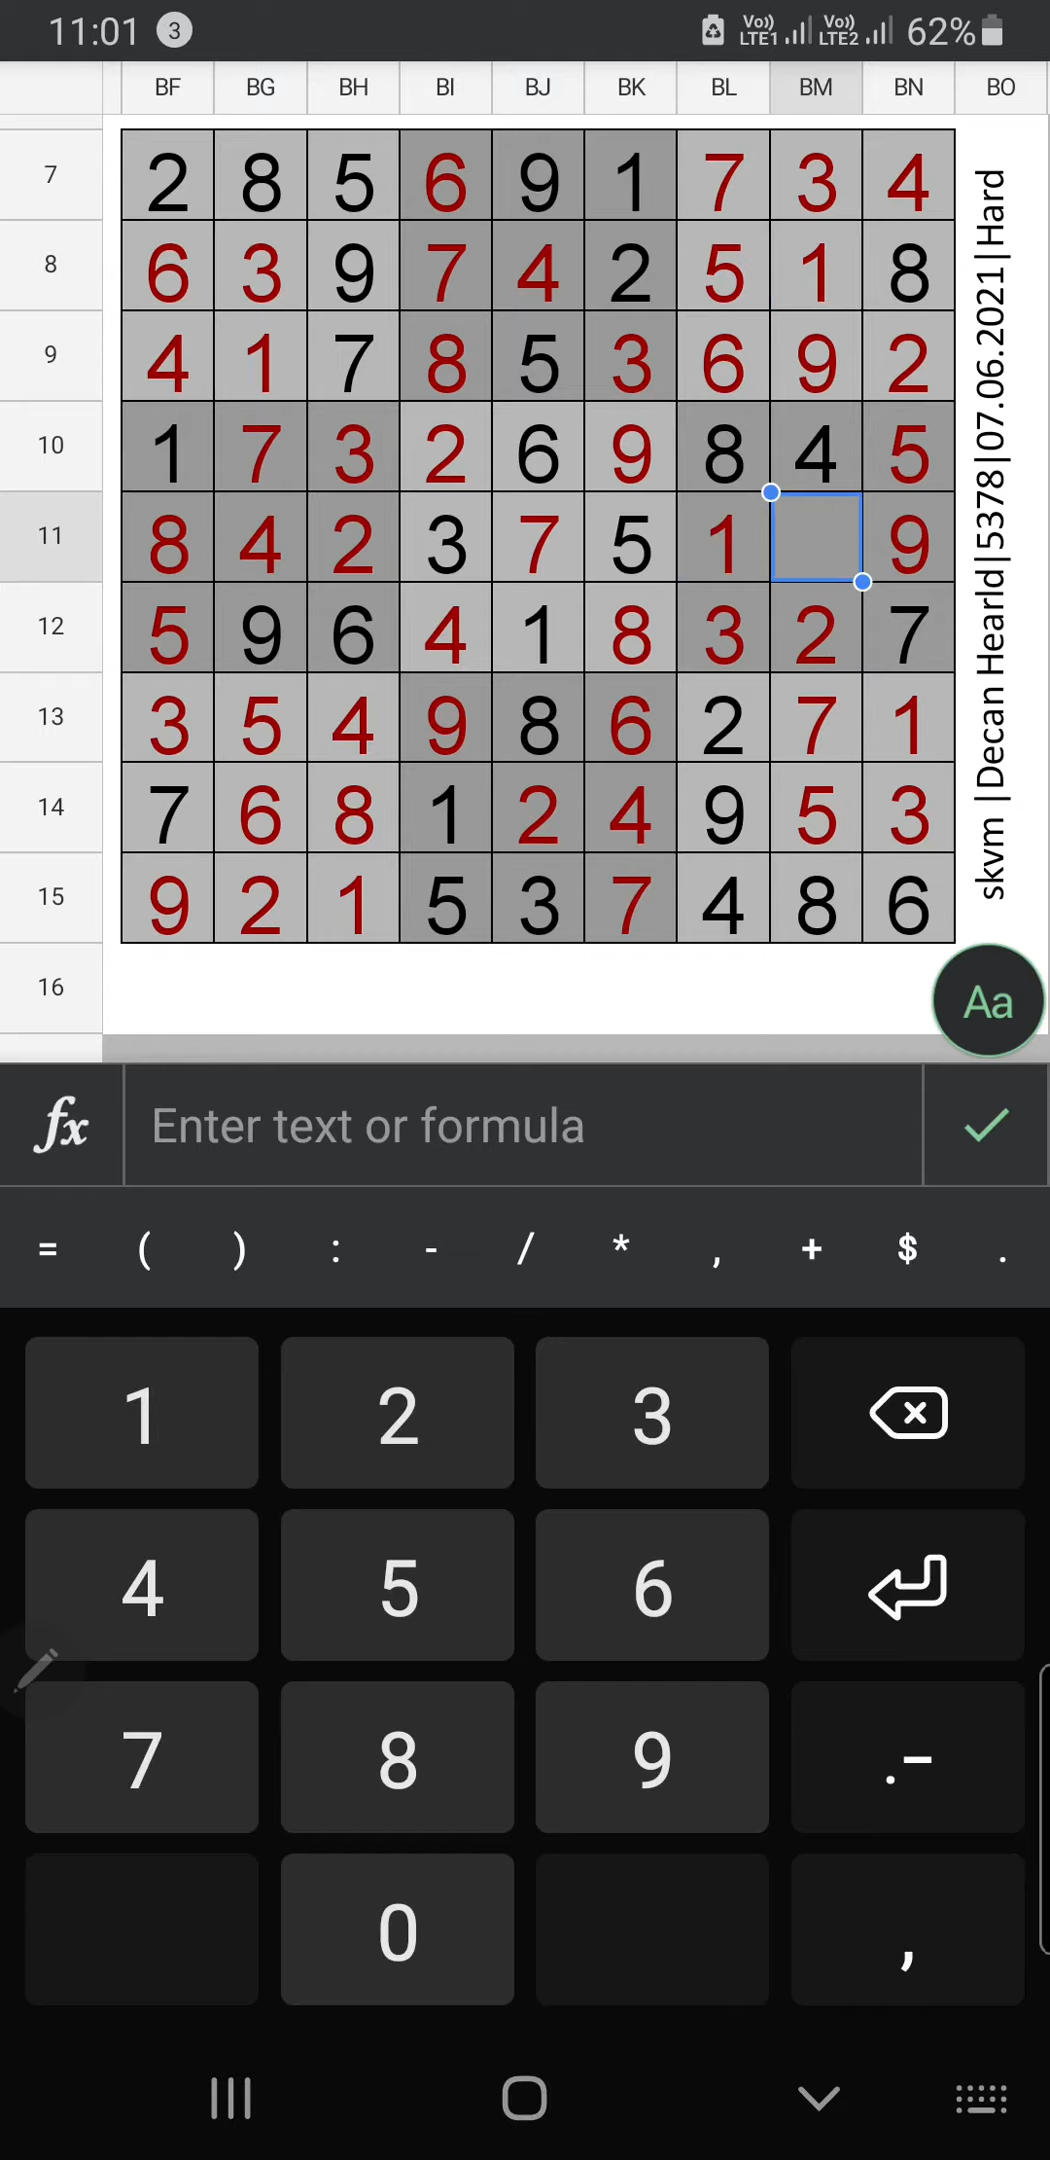 11:01 3 Vo)) LTE1 Vo)) LTE2 62%
BF BG BH BI BJ BK BL BM BN BO
7 2 8 5 6 9 1 7 3 4
8 6 3 9 7 4 2 5 1 8
9 4 1 7 8 5 3 6 9 2
10 1 7 3 2 6 9 8 4 5
11 8 4 2 3 7 5 1 9
12 5 9 6 4 1 8 3 2 7
13 3 5 4 9 8 6 2 7 1
14 7 6 8 1 2 4 9 5 3
15 9 2 1 5 3 7 4 8 6
16
skvm |Decan Hearld|5378|07.06.2021|Hard
Aa
fx Enter text or formula
= ( ) : - / * , + $ .
1 2 3
4 5 6
7 8 9 .-
0 ,